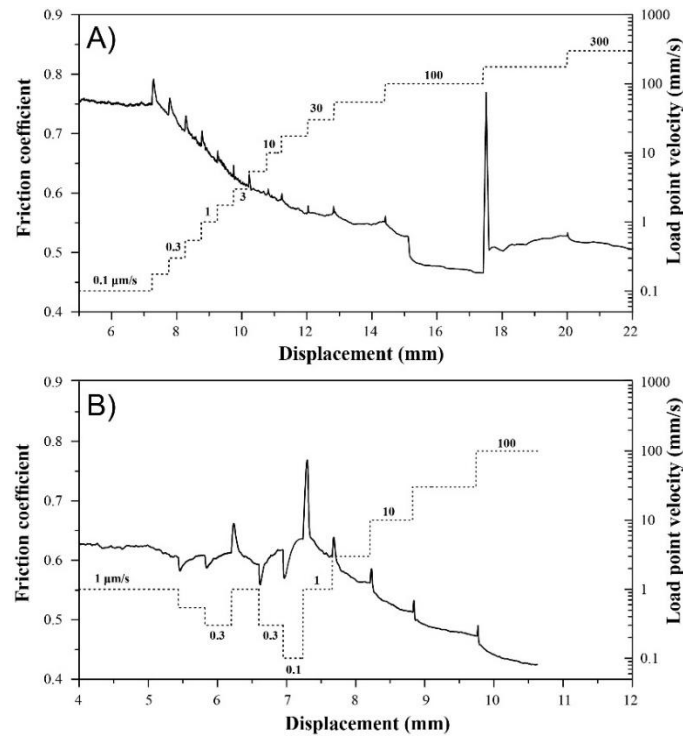 A)
Friction coefficient
0.9
0.8
0.7
0.6
0.5
0.4
0.1 μm/s
0.3
1
3
10
30
100
300
1000
100
10
1
0.1
Load point velocity (mm/s)
6 8 10 12 14 16 18 20 22
Displacement (mm)
B)
Friction coefficient
0.9
0.8
0.7
0.6
0.5
0.4
1 μm/s
0.3
0.3
0.1
1
10
100
1000
100
10
1
0.1
Load point velocity (mm/s)
4 5 6 7 8 9 10 11 12
Displacement (mm)